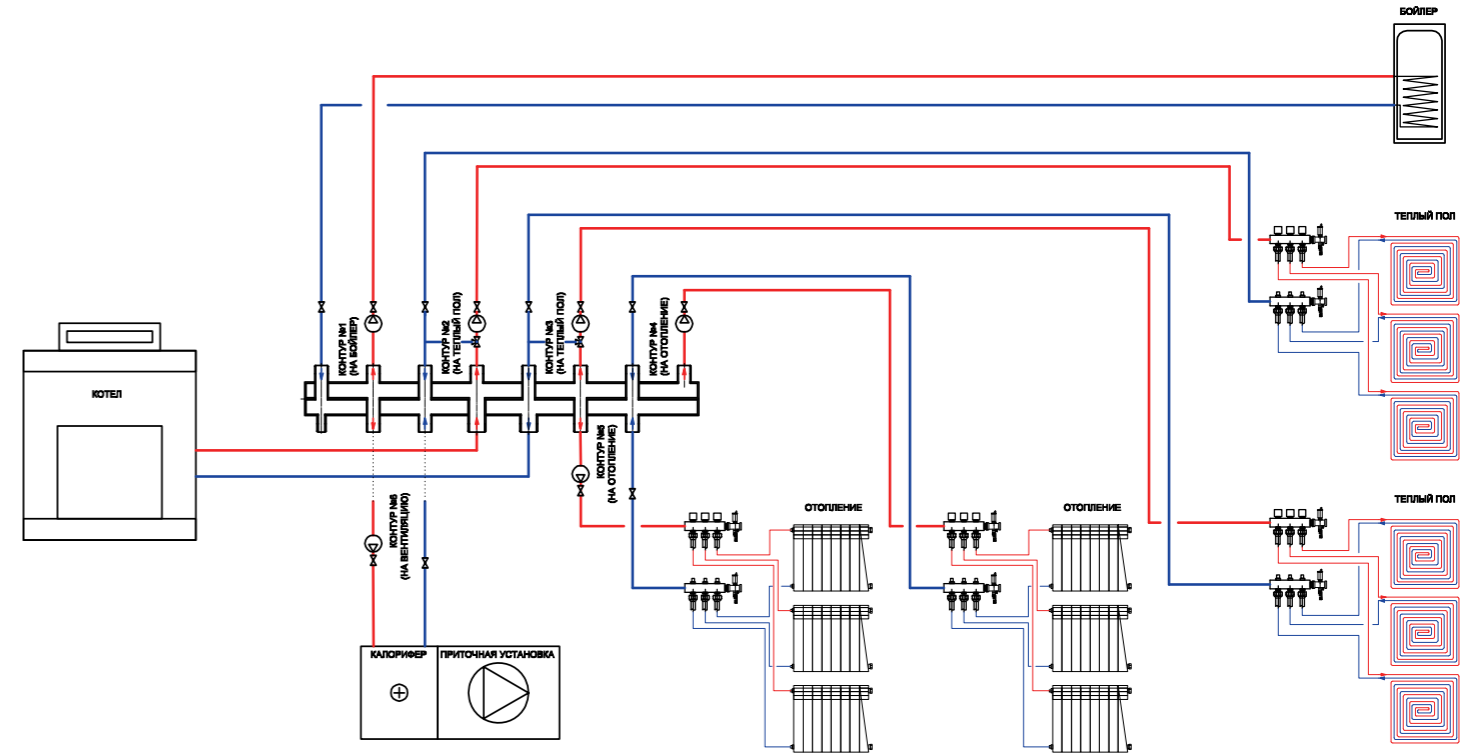 БОЙЛЕР
ТЕПЛЫЙ ПОЛ
КОНТУР №1
(НА БОЙЛЕР)
КОНТУР №2
(НА ТЕПЛЫЙ ПОЛ)
КОНТУР №3
(НА ТЕПЛЫЙ ПОЛ)
КОНТУР №4
(НА ОТОПЛЕНИЕ)
КОТЕЛ
КОНТУР №5
(НА ОТОПЛЕНИЕ)
КОНТУР №6
(НА ВЕНТИЛЯЦИЮ)
ОТОПЛЕНИЕ
ОТОПЛЕНИЕ
ТЕПЛЫЙ ПОЛ
КАЛОРИФЕР
ПРИТОЧНАЯ УСТАНОВКА